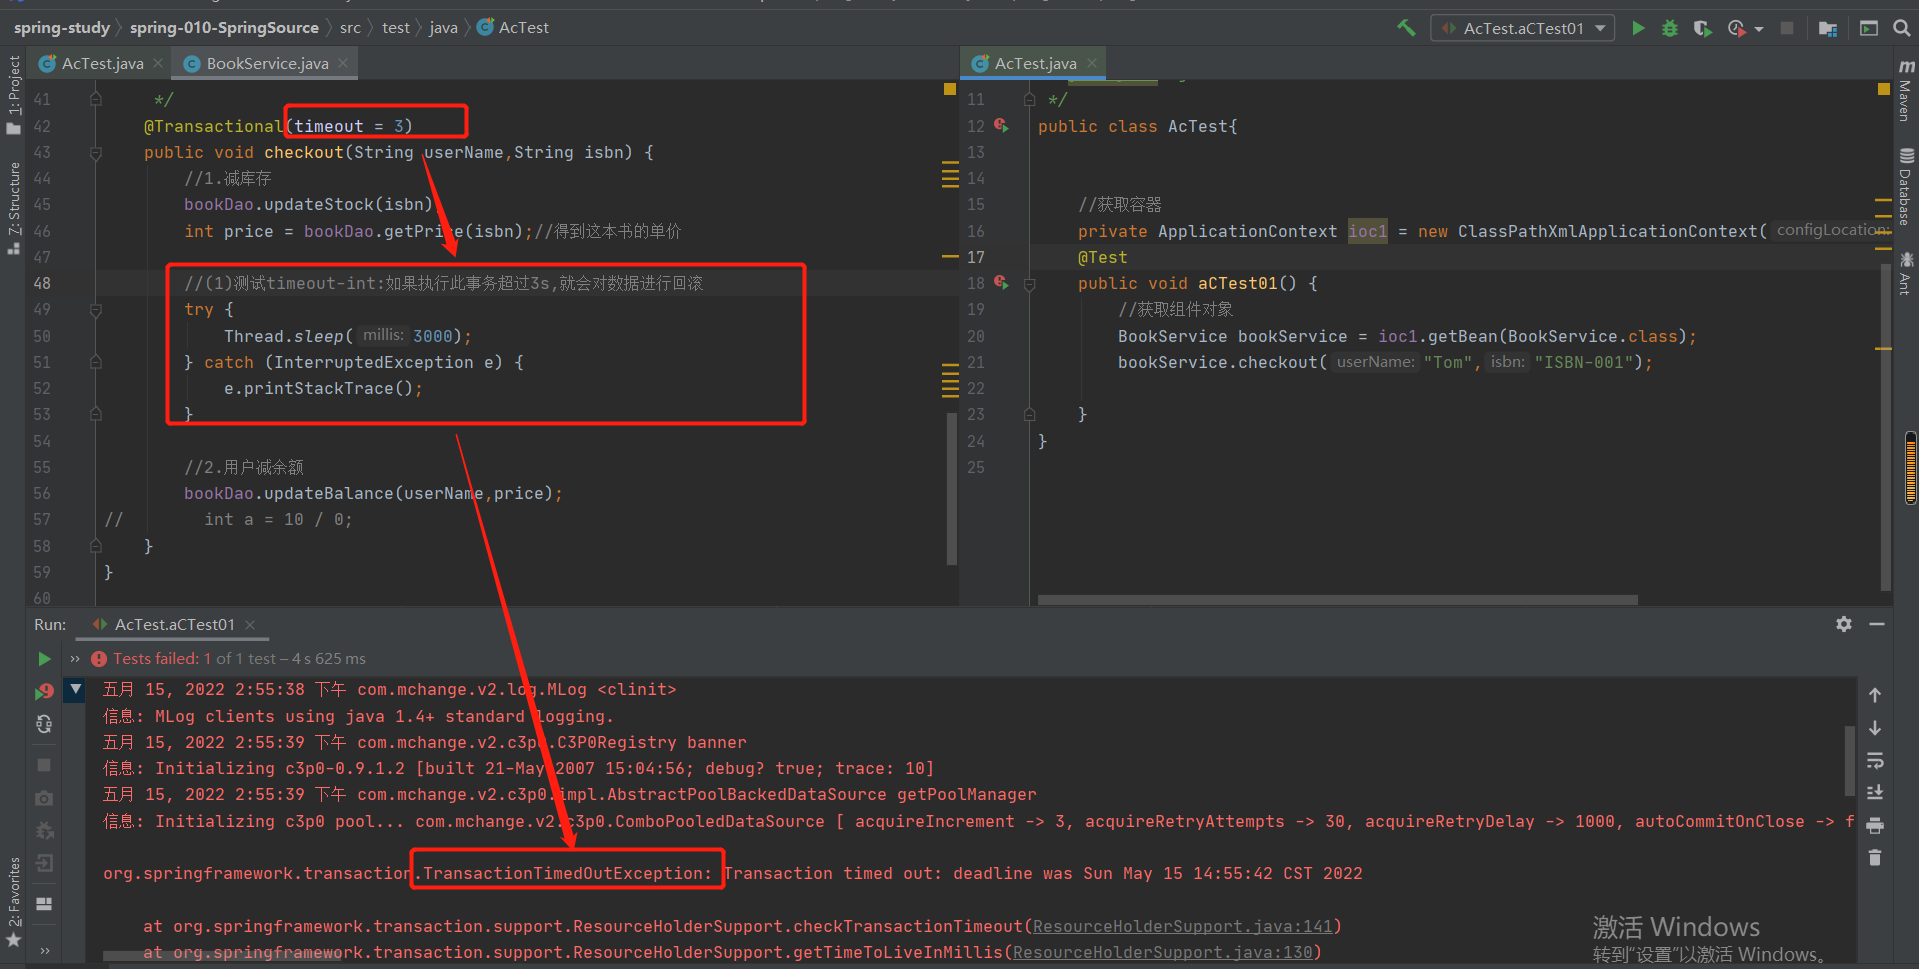 spring-study
spring-010-SpringSource
src
test
java
AcTest
AcTest.aCTest01
1: Project
7: Structure
2: Favorites
Maven
Database
Ant
AcTest.java
BookService.java
41 */
42 @Transactional(timeout = 3)
43 public void checkout(String userName,String isbn) {
44 //1.减库存
45 bookDao.updateStock(isbn)
46 int price = bookDao.getPrice(isbn);//得到这本书的单价
47
48 //(1)测试timeout-int:如果执行此事务超过3s,就会对数据进行回滚
49 try {
50 Thread.sleep( millis: 3000);
51 } catch (InterruptedException e) {
52 e.printStackTrace();
53 }
54
55 //2.用户减余额
56 bookDao.updateBalance(userName,price);
57 // int a = 10 / 0;
58 }
59 }
60
AcTest.java
11 */
12 public class AcTest{
13
14
15 //获取容器
16 private ApplicationContext ioc1 = new ClassPathXmlApplicationContext( configLocation:
17 @Test
18 public void aCTest01() {
19 //获取组件对象
20 BookService bookService = ioc1.getBean(BookService.class);
21 bookService.checkout( userName: "Tom", isbn: "ISBN-001");
22
23 }
24 }
25
Run: AcTest.aCTest01
Tests failed: 1 of 1 test – 4 s 625 ms
五月 15, 2022 2:55:38 下午 com.mchange.v2.log.MLog <clinit>
信息: MLog clients using java 1.4+ standard logging.
五月 15, 2022 2:55:39 下午 com.mchange.v2.c3p0.C3P0Registry banner
信息: Initializing c3p0-0.9.1.2 [built 21-May-2007 15:04:56; debug? true; trace: 10]
五月 15, 2022 2:55:39 下午 com.mchange.v2.c3p0.impl.AbstractPoolBackedDataSource getPoolManager
信息: Initializing c3p0 pool... com.mchange.v2.c3p0.ComboPooledDataSource [ acquireIncrement -> 3, acquireRetryAttempts -> 30, acquireRetryDelay -> 1000, autoCommitOnClose -> f
org.springframework.transaction.TransactionTimedOutException: Transaction timed out: deadline was Sun May 15 14:55:42 CST 2022
at org.springframework.transaction.support.ResourceHolderSupport.checkTransactionTimeout(ResourceHolderSupport.java:141)
at org.springframework.transaction.support.ResourceHolderSupport.getTimeToLiveInMillis(ResourceHolderSupport.java:130)
激活 Windows
转到“设置”以激活 Windows。